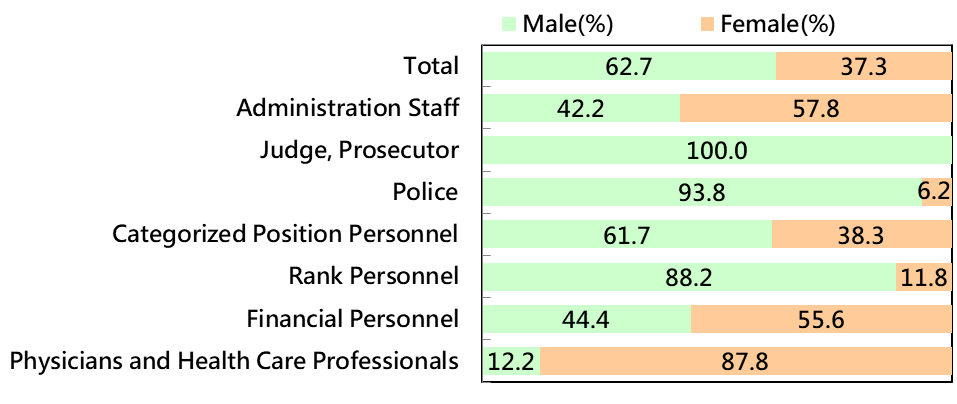 Male(%) Female(%)
Total 62.7 37.3
Administration Staff 42.2 57.8
Judge, Prosecutor 100.0
Police 93.8 6.2
Categorized Position Personnel 61.7 38.3
Rank Personnel 88.2 11.8
Financial Personnel 44.4 55.6
Physicians and Health Care Professionals 12.2 87.8